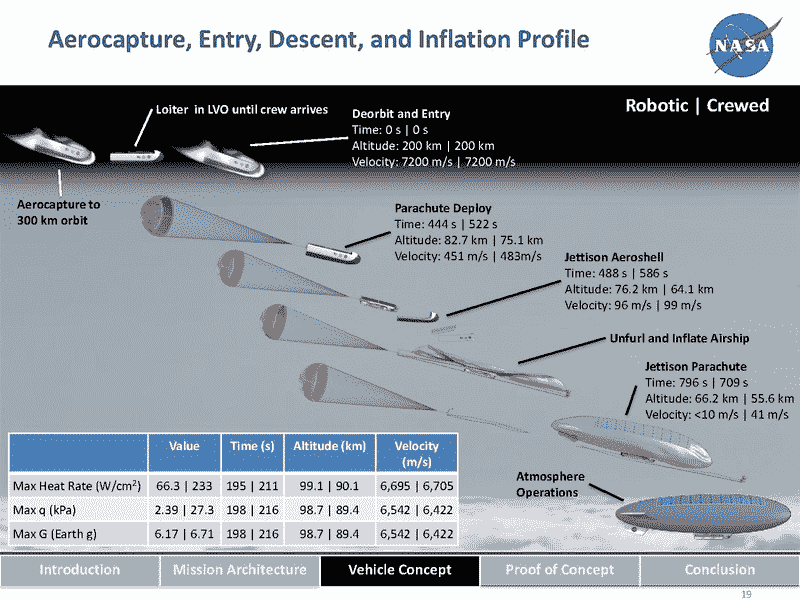 Aerocapture, Entry, Descent, and Inflation Profile
NASA
Robotic | Crewed
Loiter in LVO until crew arrives
Deorbit and Entry
Time: 0 s | 0 s
Altitude: 200 km | 200 km
Velocity: 7200 m/s | 7200 m/s
Aerocapture to
300 km orbit
Parachute Deploy
Time: 444 s | 522 s
Altitude: 82.7 km | 75.1 km
Velocity: 451 m/s | 483m/s
Jettison Aeroshell
Time: 488 s | 586 s
Altitude: 76.2 km | 64.1 km
Velocity: 96 m/s | 99 m/s
Unfurl and Inflate Airship
Jettison Parachute
Time: 796 s | 709 s
Altitude: 66.2 km | 55.6 km
Velocity: <10 m/s | 41 m/s
Atmosphere
Operations
Value Time (s) Altitude (km) Velocity (m/s)
Max Heat Rate (W/cm²) 66.3 | 233 195 | 211 99.1 | 90.1 6,695 | 6,705
Max q (kPa) 2.39 | 27.3 198 | 216 98.7 | 89.4 6,542 | 6,422
Max G (Earth g) 6.17 | 6.71 198 | 216 98.7 | 89.4 6,542 | 6,422
Introduction Mission Architecture Vehicle Concept Proof of Concept Conclusion
19